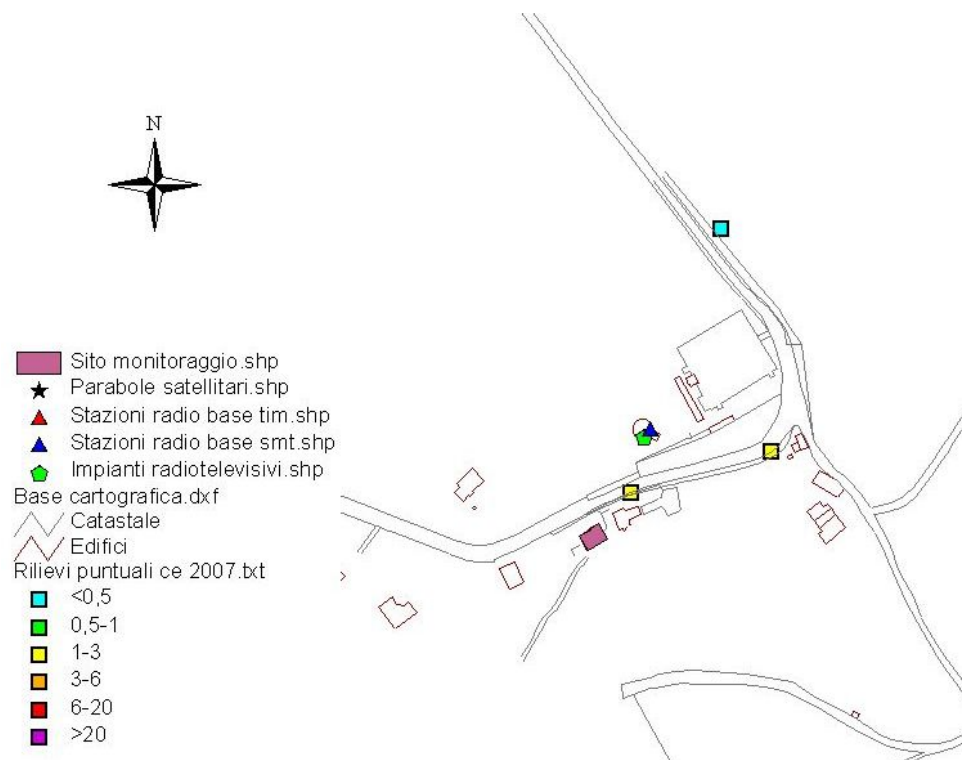 N
Sito monitoraggio.shp
Parabole satellitari.shp
Stazioni radio base tim.shp
Stazioni radio base smt.shp
Impianti radiotelevisivi.shp
Base cartografica.dxf
Catastale
Edifici
Rilievi puntuali ce 2007.txt
<0,5
0,5-1
1-3
3-6
6-20
>20